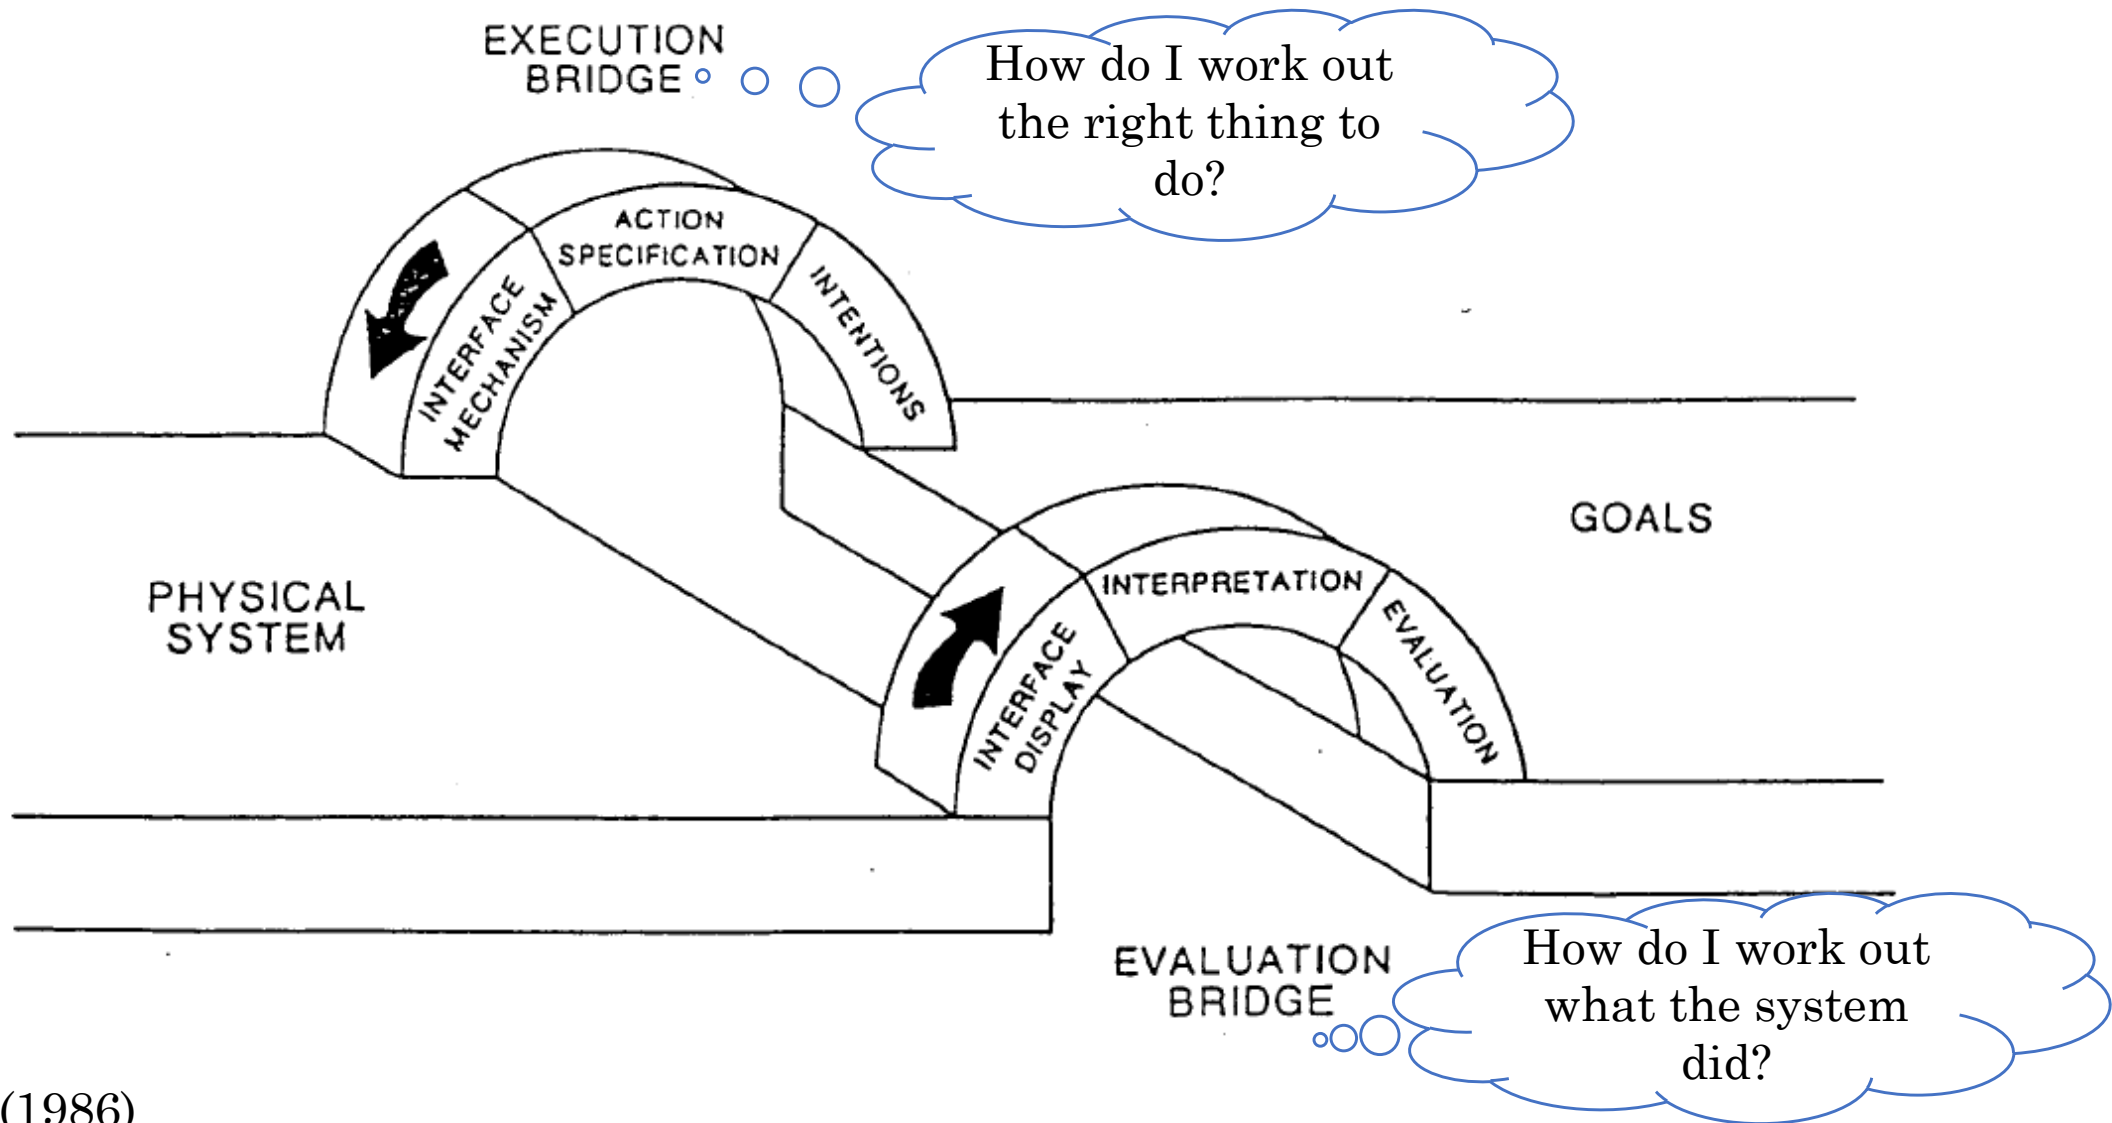 EXECUTION
BRIDGE
How do I work out
the right thing to
do?
ACTION
SPECIFICATION
INTERFACE
MECHANISM
INTENTIONS
GOALS
PHYSICAL
SYSTEM
INTERPRETATION
INTERFACE
DISPLAY
EVALUATION
EVALUATION
BRIDGE
How do I work out
what the system
did?
(1986)